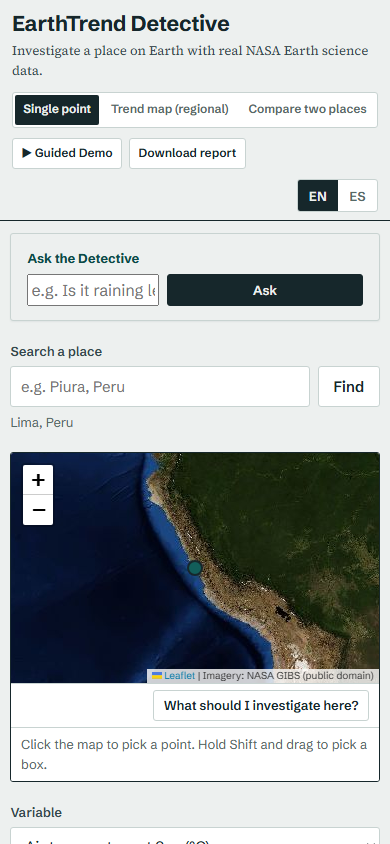 EarthTrend Detective
Investigate a place on Earth with real NASA Earth science
data.
Single point
Trend map (regional)
Compare two places
▶ Guided Demo
Download report
EN
ES
Ask the Detective
e.g. Is it raining
Ask
Search a place
e.g. Piura, Peru
Find
Lima, Peru
+
−
Leaflet | Imagery: NASA GIBS (public domain)
What should I investigate here?
Click the map to pick a point. Hold Shift and drag to pick a
box.
Variable